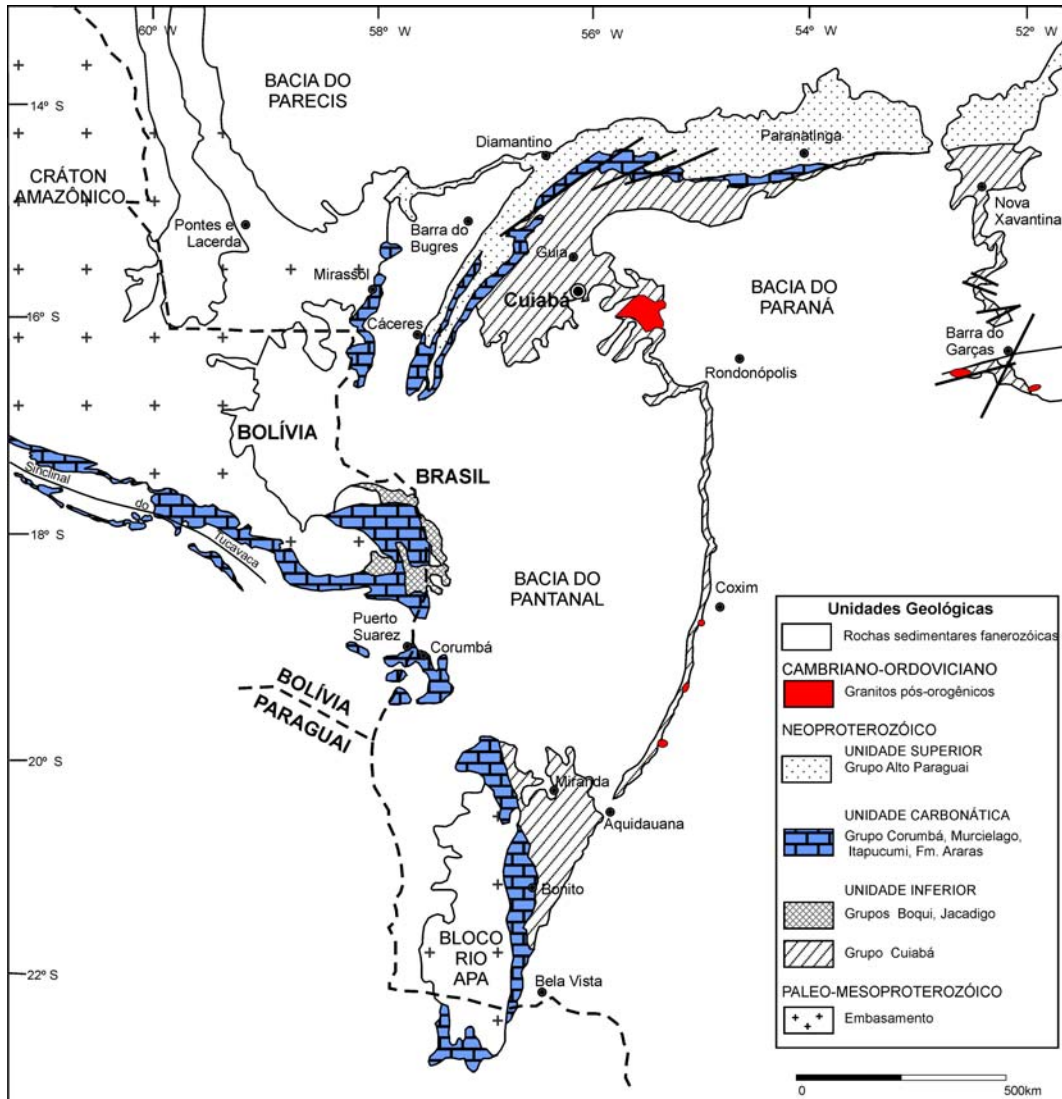 60° W
58° W
56° W
54° W
52° W
14° S
16° S
18° S
20° S
22° S
BACIA DO
PARECIS
CRÁTON
AMAZÔNICO
Pontes e
Lacerda
Diamantino
Paranatinga
Nova
Xavantina
Barra do
Bugres
Mirassol
Guia
Cuiabá
Cáceres
BACIA DO
PARANÁ
Rondonópolis
Barra do
Garças
BOLÍVIA
BRASIL
Sinclinal
do
Tucavaca
BACIA DO
PANTANAL
Coxim
Puerto
Suarez
Corumbá
BOLÍVIA
PARAGUAI
Miranda
Aquidauana
Bonito
BLOCO
RIO
APA
Bela Vista
Unidades Geológicas
Rochas sedimentares fanerozóicas
CAMBRIANO-ORDOVICIANO
Granitos pós-orogênicos
NEOPROTEROZÓICO
UNIDADE SUPERIOR
Grupo Alto Paraguai
UNIDADE CARBONÁTICA
Grupo Corumbá, Murcielago,
Itapucumi, Fm. Araras
UNIDADE INFERIOR
Grupos Boqui, Jacadigo
Grupo Cuiabá
PALEO-MESOPROTEROZÓICO
Embasamento
0
500km